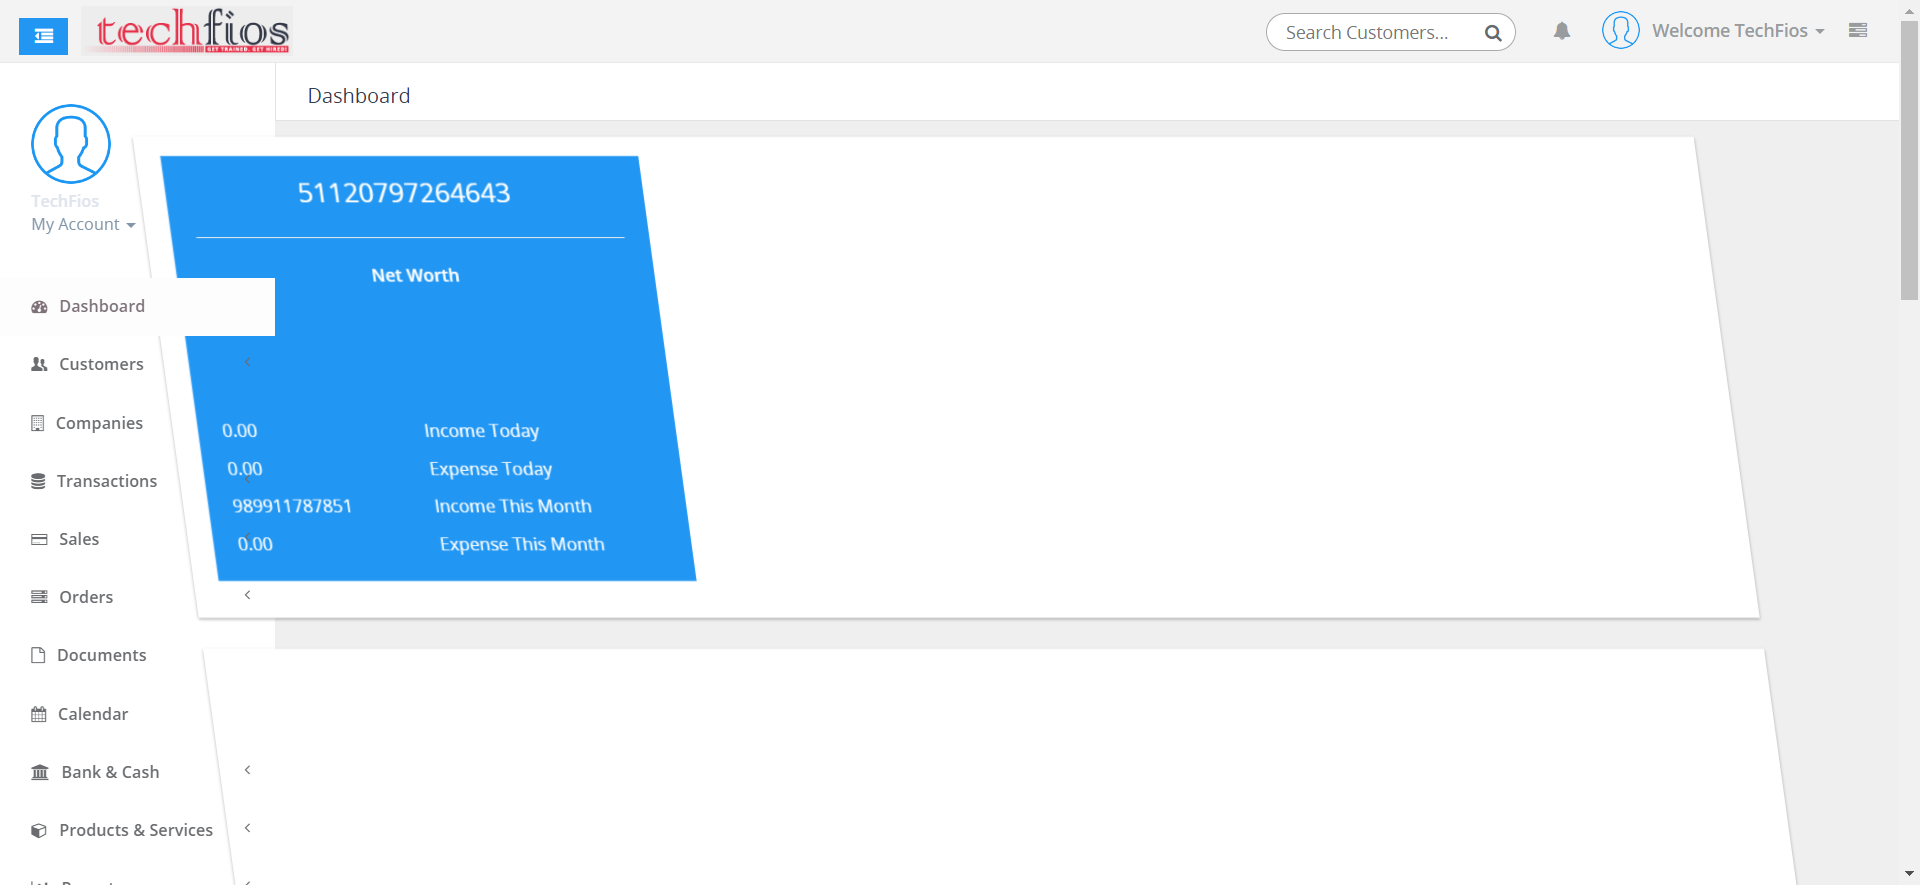 techfios
GET TRAINED. GET HIRED!
Search Customers...
Welcome TechFios
Dashboard
TechFios
My Account
51120797264643
Net Worth
Dashboard
Customers
Companies
Transactions
Sales
Orders
Documents
Calendar
Bank & Cash
Products & Services
0.00 Income Today
0.00 Expense Today
989911787851 Income This Month
0.00 Expense This Month